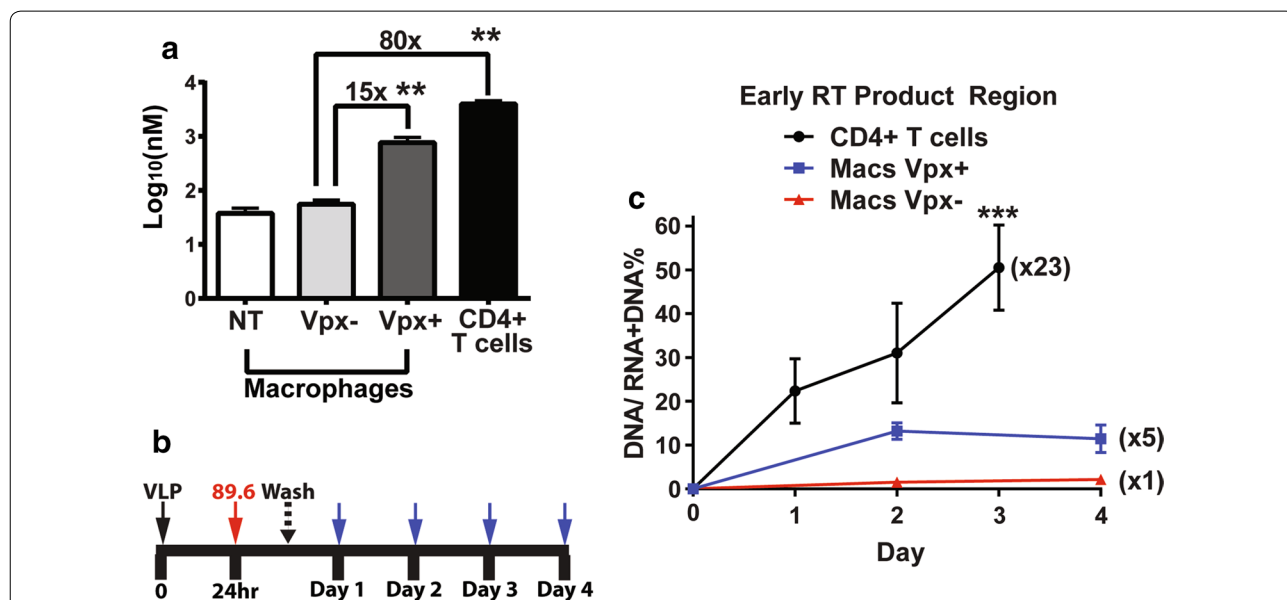 a
80x **
15x **
Log10(nM)
4
3
2
1
0
NT Vpx- Vpx+ CD4+
T cells
Macrophages
b
VLP 89.6 Wash
0 24hr Day 1 Day 2 Day 3 Day 4
Early RT Product Region
CD4+ T cells
Macs Vpx+
Macs Vpx-
c
DNA/ RNA+DNA%
60
50
40
30
20
10
0
***
(x23)
(x5)
(x1)
0 1 2 3 4
Day